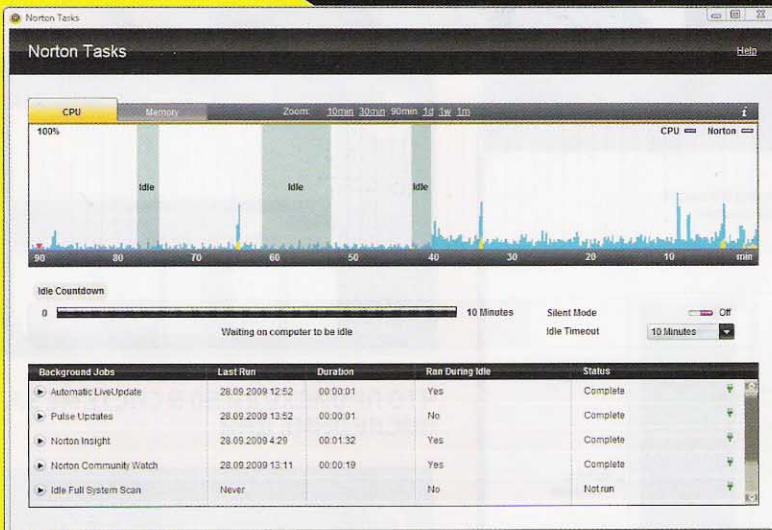 Norton Tasks
Norton Tasks
Help
CPU Memory Zoom: 10min 30min 90min 1d 1w 1m i
100% CPU Norton
Idle Idle Idle
90 80 70 60 50 40 30 20 10 min
Idle Countdown
0 10 Minutes Silent Mode Off
Waiting on computer to be idle Idle Timeout 10 Minutes
Background Jobs Last Run Duration Ran During Idle Status
Automatic LiveUpdate 28.09.2009 12:52 00:00:01 Yes Complete
Pulse Updates 28.09.2009 13:52 00:00:01 No Complete
Norton Insight 28.09.2009 4:29 00:01:32 Yes Complete
Norton Community Watch 28.09.2009 13:11 00:00:19 Yes Complete
Idle Full System Scan Never No Not run